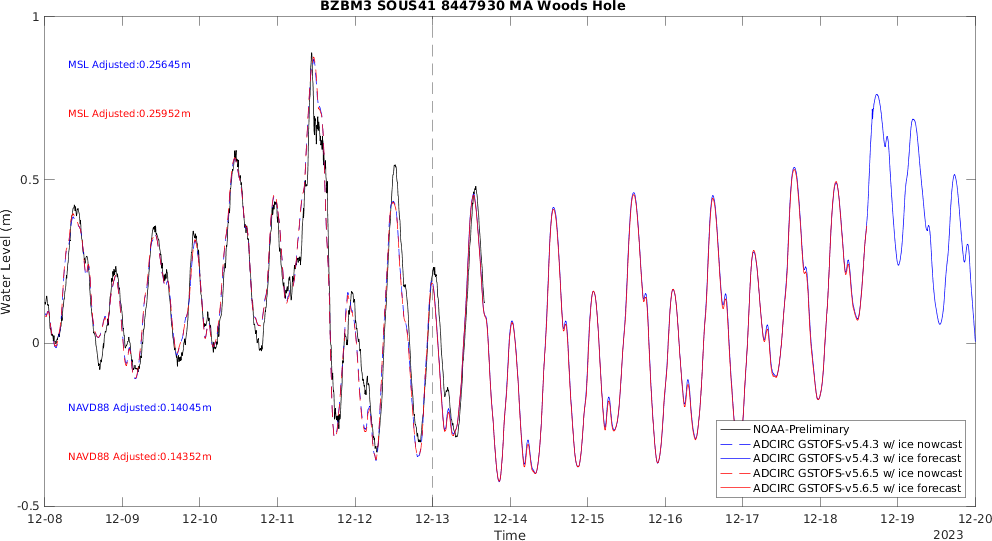 BZBM3 SOUS41 8447930 MA Woods Hole
1
MSL Adjusted:0.25645m
MSL Adjusted:0.25952m
0.5
Water Level (m)
0
NAVD88 Adjusted:0.14045m
NAVD88 Adjusted:0.14352m
NOAA-Preliminary
ADCIRC GSTOFS-v5.4.3 w/ ice nowcast
ADCIRC GSTOFS-v5.4.3 w/ ice forecast
ADCIRC GSTOFS-v5.6.5 w/ ice nowcast
ADCIRC GSTOFS-v5.6.5 w/ ice forecast
-0.5
12-08 12-09 12-10 12-11 12-12 12-13 12-14 12-15 12-16 12-17 12-18 12-19 12-20
Time
2023